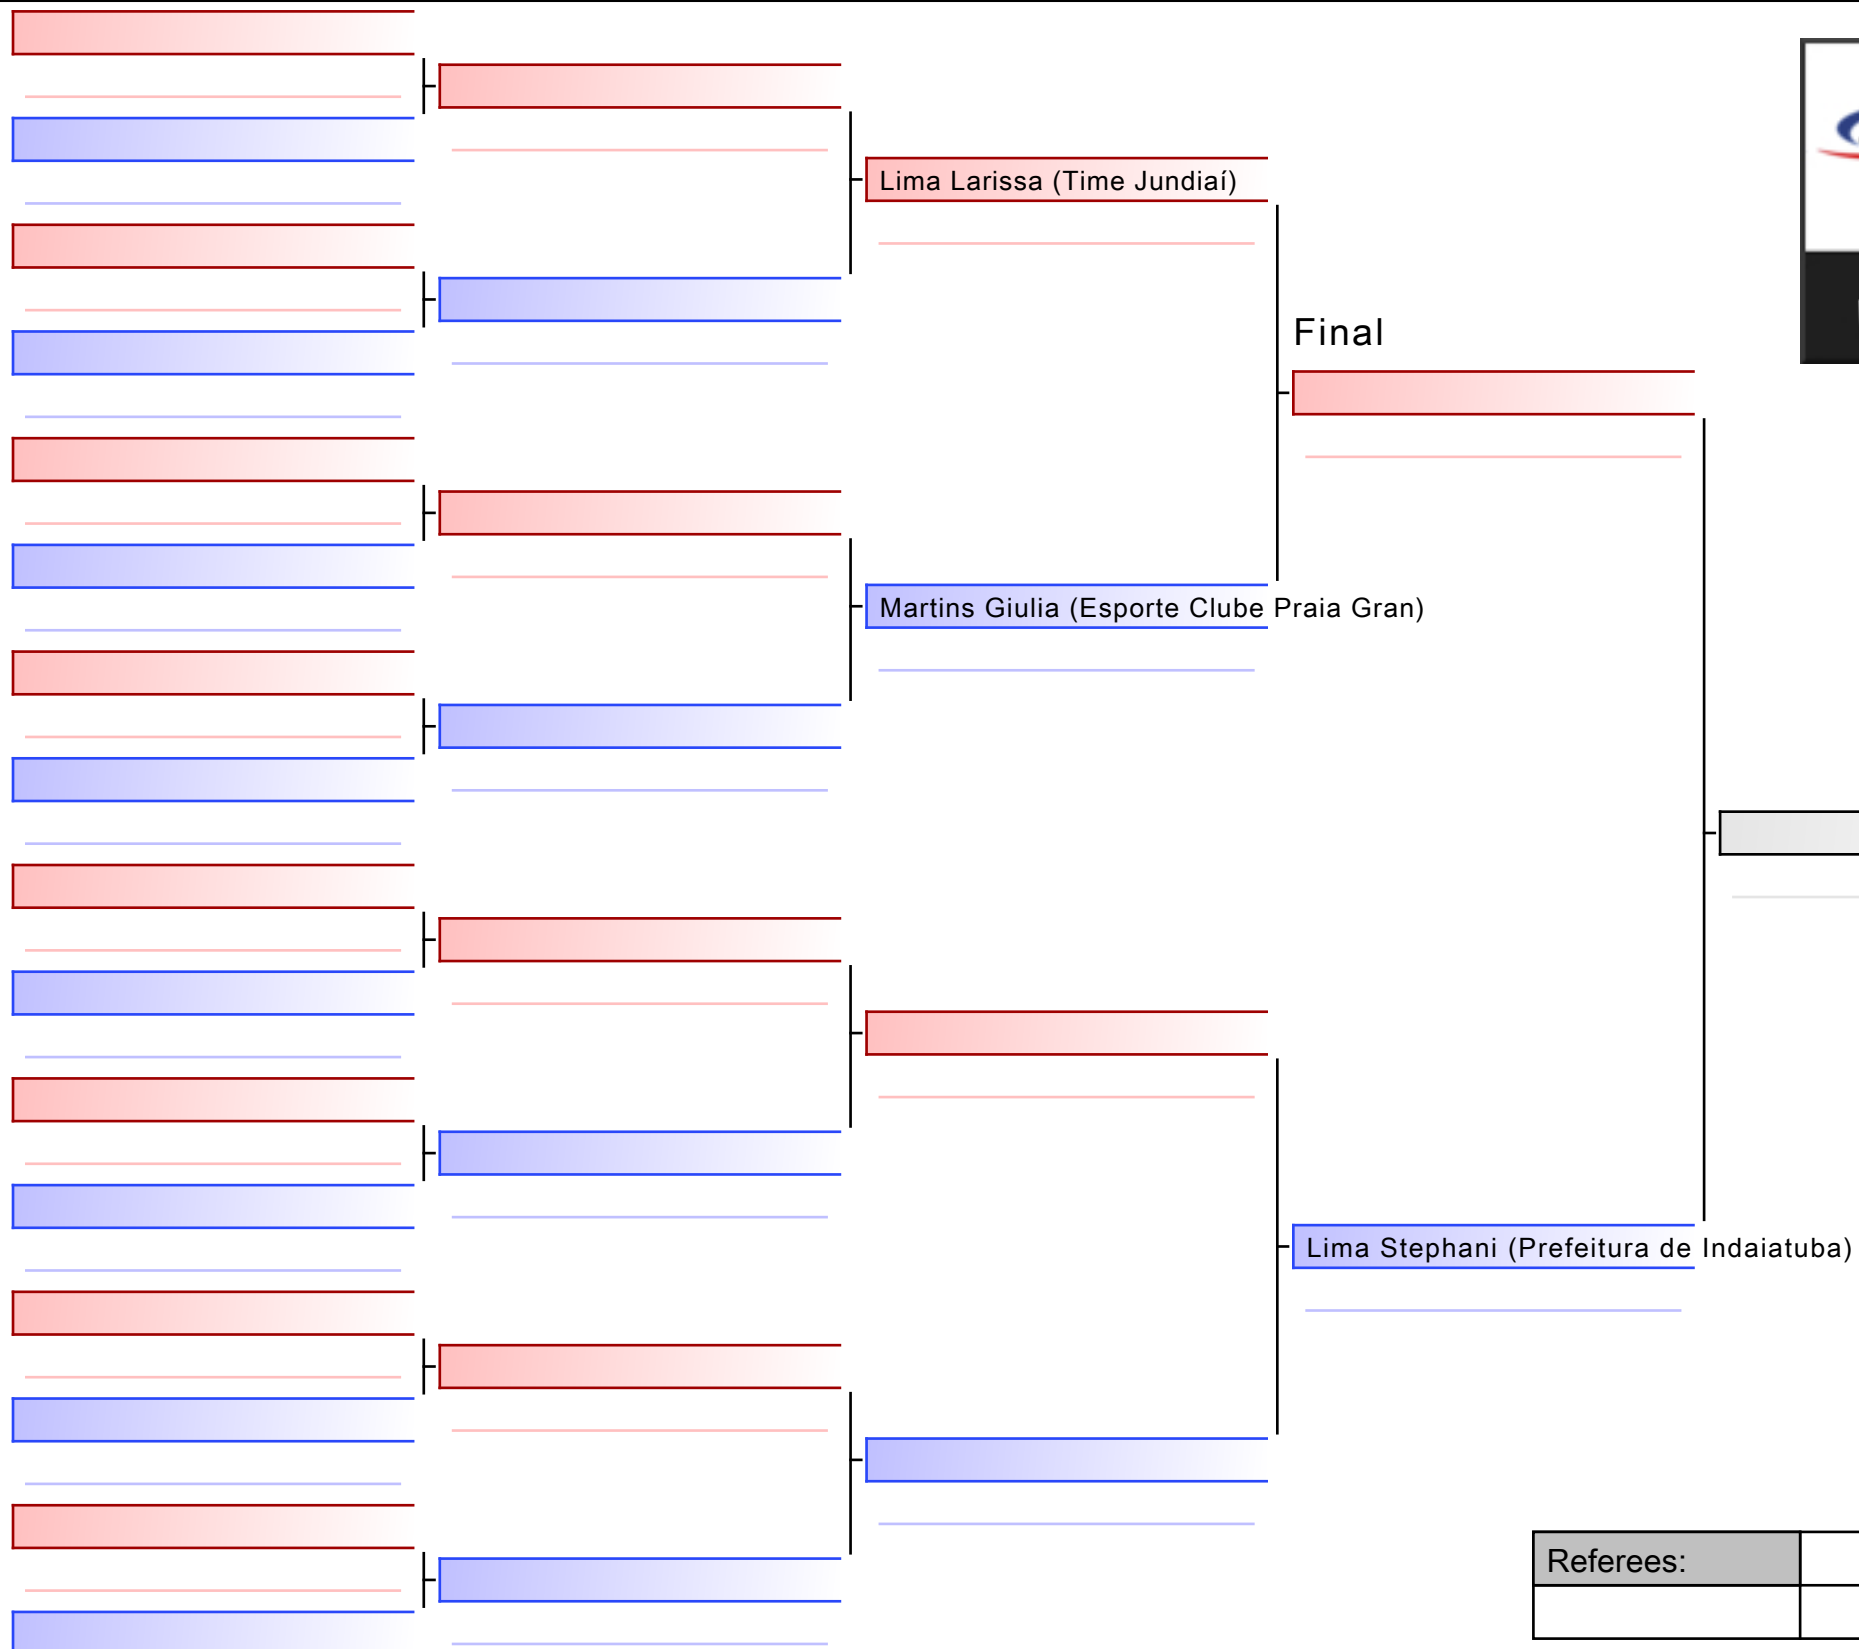 Lima Larissa (Time Jundiaí)
Final
Martins Giulia (Esporte Clube Praia Gran)
Lima Stephani (Prefeitura de Indaiatuba)
Referees: